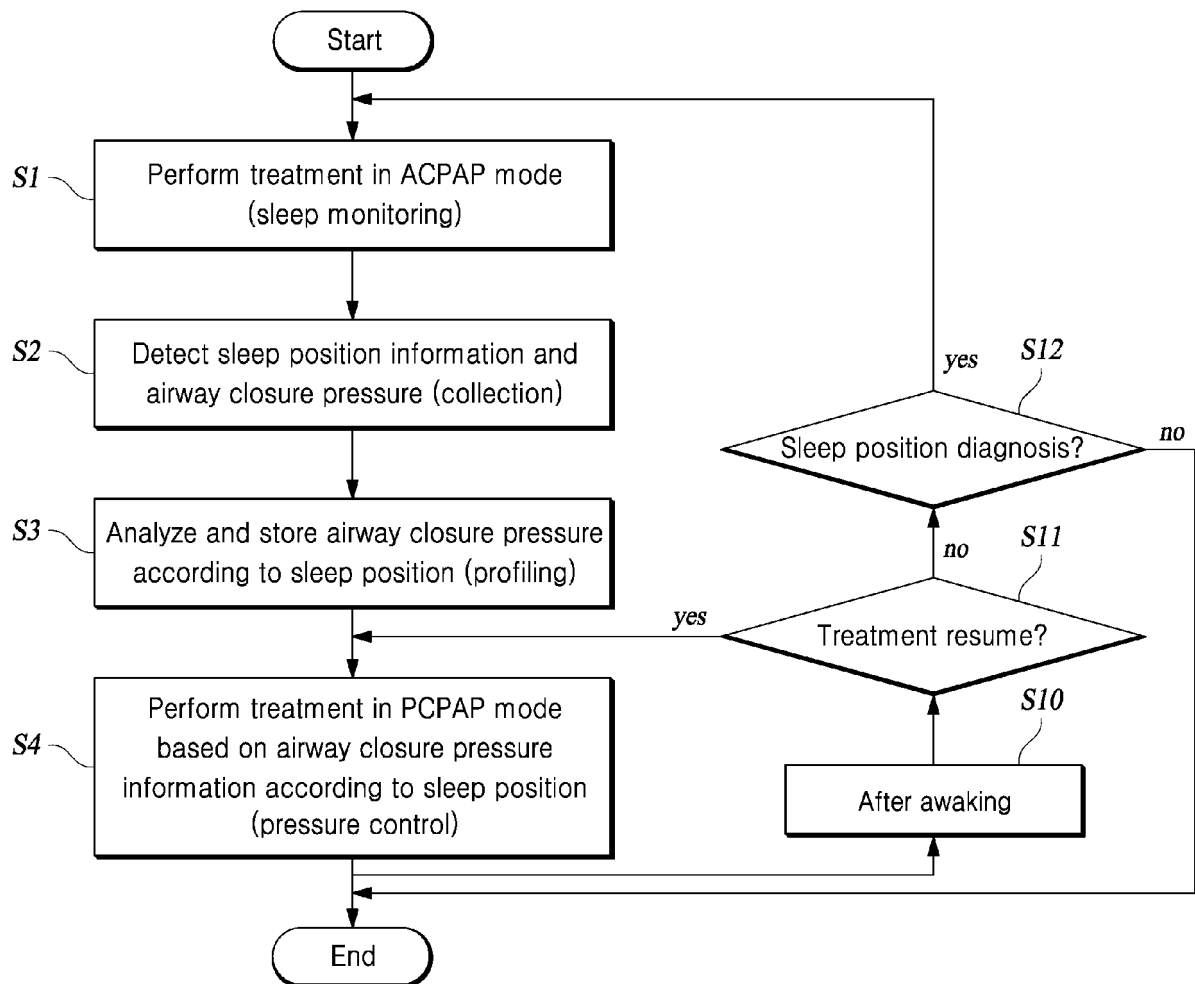 Start
S1
Perform treatment in ACPAP mode
(sleep monitoring)
S2
Detect sleep position information and
airway closure pressure (collection)
S3
Analyze and store airway closure pressure
according to sleep position (profiling)
S4
Perform treatment in PCPAP mode
based on airway closure pressure
information according to sleep position
(pressure control)
End
yes
S12
Sleep position diagnosis?
no
no
S11
yes
Treatment resume?
S10
After awaking